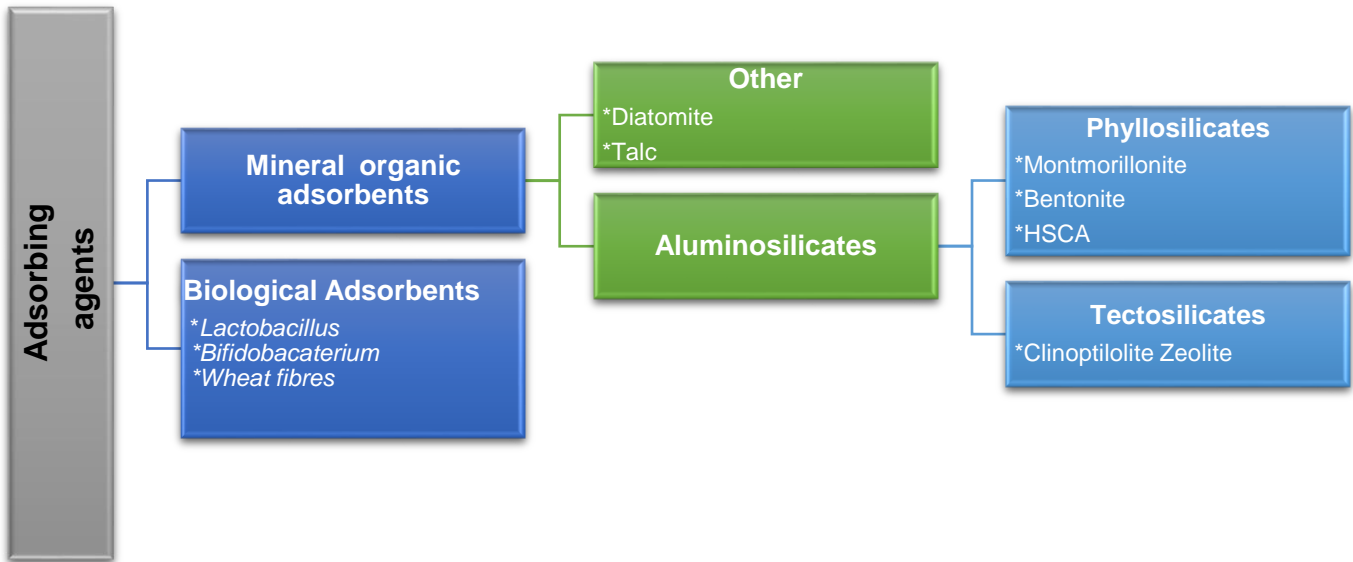 Adsorbing
agents
Mineral  organic
adsorbents
Biological Adsorbents
*Lactobacillus
*Bifidobacaterium
*Wheat fibres
Other
*Diatomite
*Talc
Aluminosilicates
Phyllosilicates
*Montmorillonite
*Bentonite
*HSCA
Tectosilicates
*Clinoptilolite Zeolite